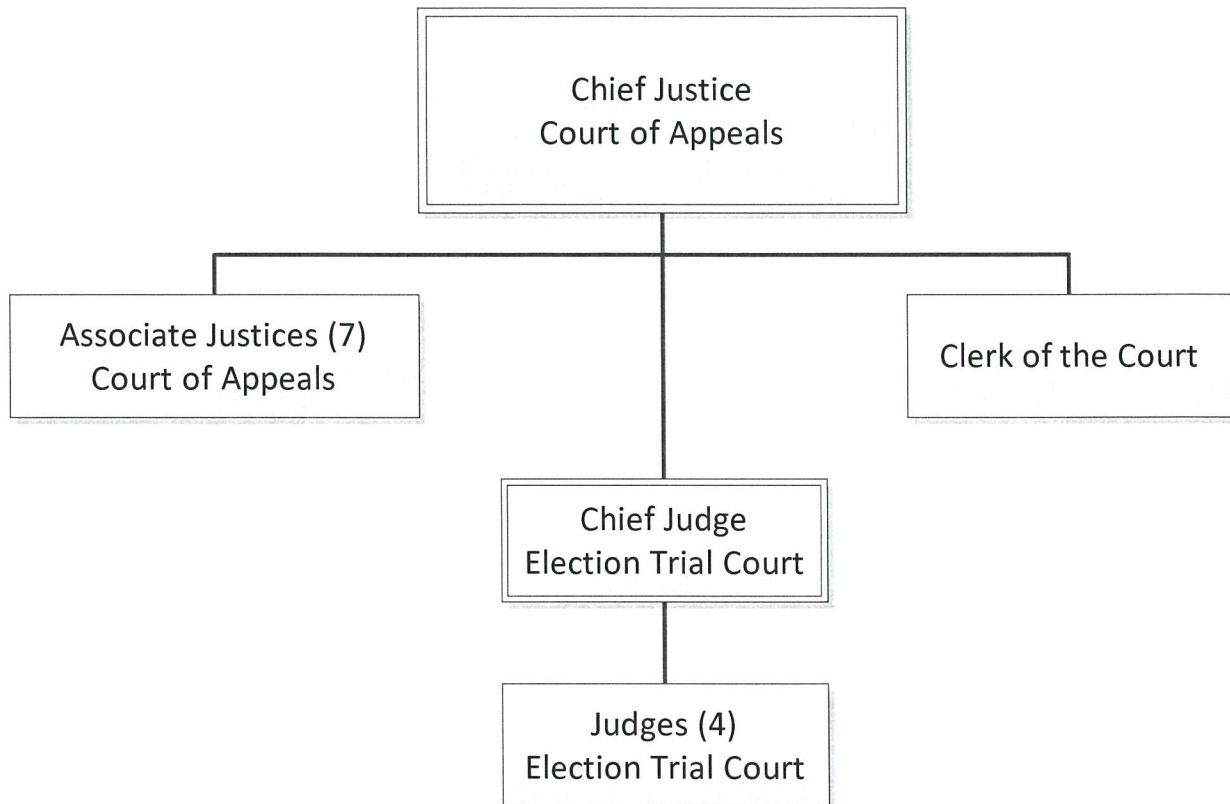 Chief Justice
Court of Appeals
Associate Justices (7)
Court of Appeals
Clerk of the Court
Chief Judge
Election Trial Court
Judges (4)
Election Trial Court